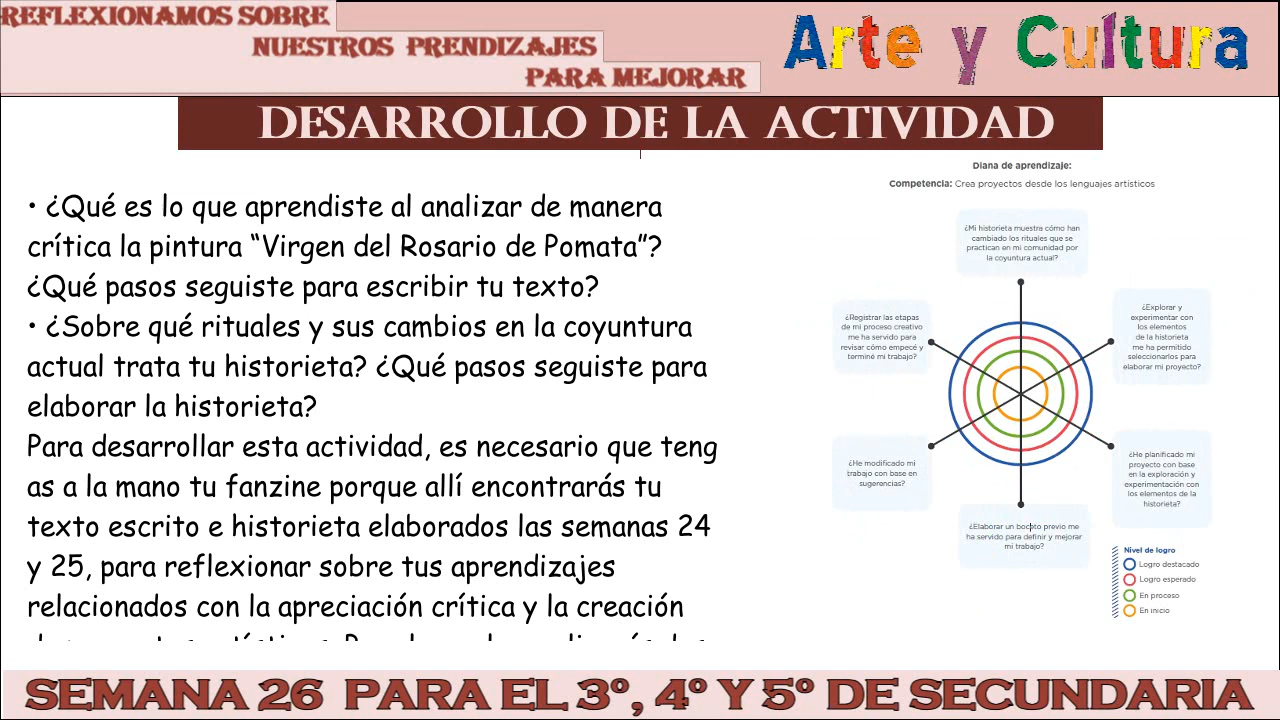 REFLEXIONAMOS SOBRE
NUESTROS PRENDIZAJES
PARA MEJORAR
Arte y Cultura
DESARROLLO DE LA ACTIVIDAD
• ¿Qué es lo que aprendiste al analizar de manera
crítica la pintura “Virgen del Rosario de Pomata”?
¿Qué pasos seguiste para escribir tu texto?
• ¿Sobre qué rituales y sus cambios en la coyuntura
actual trata tu historieta? ¿Qué pasos seguiste para
elaborar la historieta?
Para desarrollar esta actividad, es necesario que teng
as a la mano tu fanzine porque allí encontrarás tu
texto escrito e historieta elaborados las semanas 24
y 25, para reflexionar sobre tus aprendizajes
relacionados con la apreciación crítica y la creación
Diana de aprendizaje:
Competencia: Crea proyectos desde los lenguajes artísticos
¿Mi historieta muestra cómo han
cambiado los rituales que se
practican en mi comunidad por
la coyuntura actual?
¿Registrar las etapas
de mi proceso creativo
me ha servido para
revisar cómo empecé y
terminé mi trabajo?
¿Explorar y
experimentar con
los elementos
de la historieta
me ha permitido
seleccionarlos para
elaborar mi proyecto?
¿He modificado mi
trabajo con base en
sugerencias?
¿He planificado mi
proyecto con base
en la exploración y
experimentación con
los elementos de la
historieta?
¿Elaborar un boceto previo me
ha servido para definir y mejorar
mi trabajo?
Nivel de logro
Logro destacado
Logro esperado
En proceso
En inicio
SEMANA 26 PARA EL 3º, 4º Y 5º DE SECUNDARIA